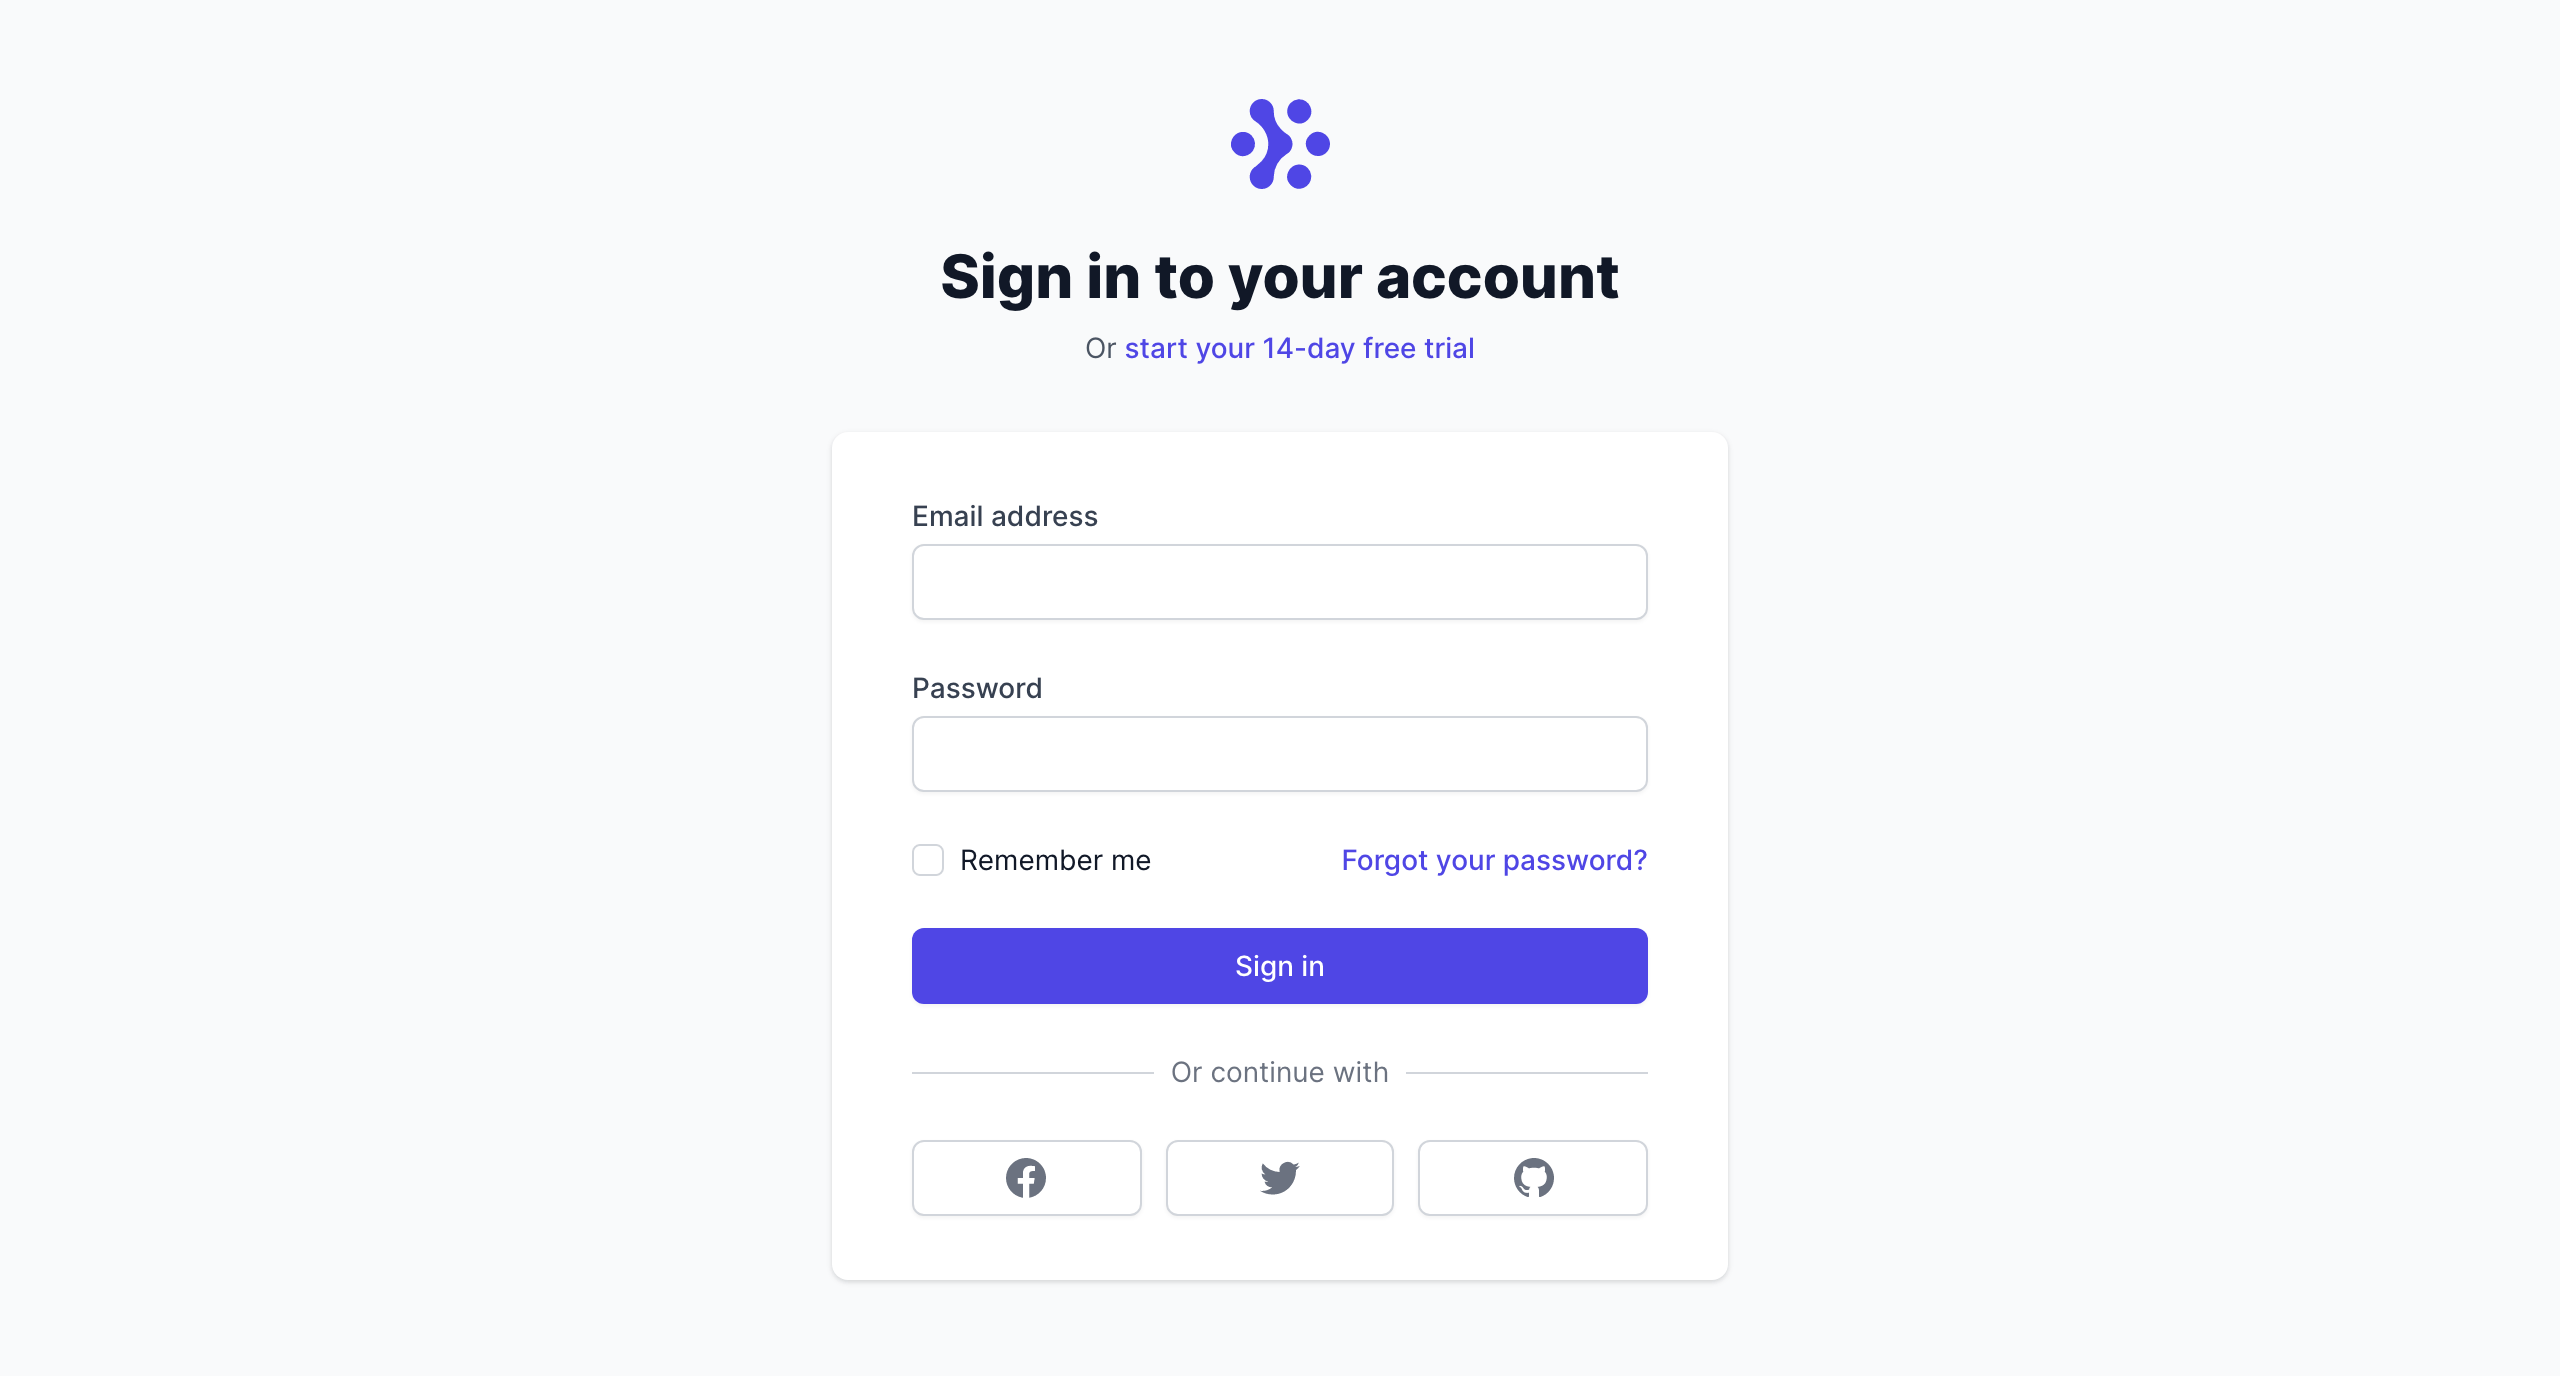 Sign in to your account
Or start your 14-day free trial
Email address
Password
Remember me
Forgot your password?
Sign in
Or continue with